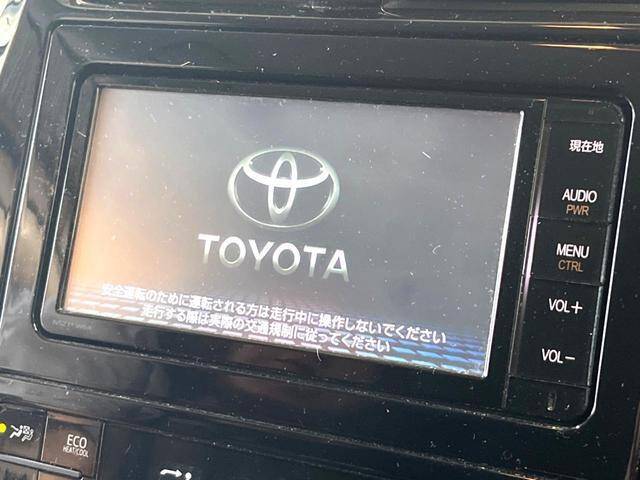 現在地
AUDIO
PWR
TOYOTA
MENU
CTRL
VOL+
安全運転のために運転される方は走行中に操作しないでください
走行する際は実際の交通規制に従ってください
VOL−
ECO
HEAT/COOL